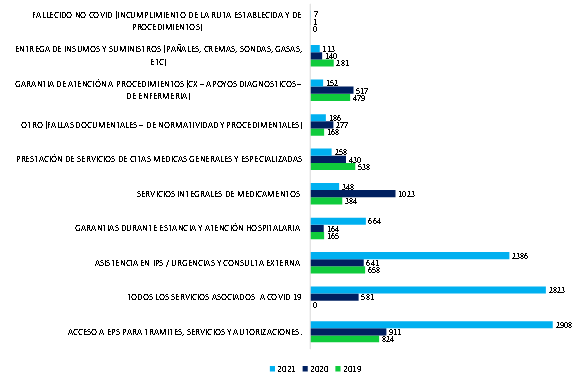 FALLECIDO NO COVID (INCUMPLIMIENTO DE LA RUTA ESTABLECIDA Y DE
PROCEDIMIENTOS)
7
1
0
ENTREGA DE INSUMOS Y SUMINISTROS (PAÑALES, CREMAS, SONDAS, GASAS,
ETC)
113
140
281
GARANTIA DE ATENCIÓN A PROCEDIMIENTOS (CX – APOYOS DIAGNOSTICOS–
DE ENFERMERIA)
152
517
479
OTRO (FALLAS DOCUMENTALES – DE NORMATIVIDAD Y PROCEDIMENTALES)
186
277
168
PRESTACIÓN DE SERVICIOS DE CITAS MEDICAS GENERALES Y ESPECIALIZADAS
258
430
538
SERVICIOS INTEGRALES DE MEDICAMENTOS
348
1023
384
GARANTIAS DURANTE ESTANCIA Y ATENCIÓN HOSPITALARIA
664
164
165
ASISTENCIA EN IPS / URGENCIAS Y CONSULTA EXTERNA
2386
641
658
TODOS LOS SERVICIOS ASOCIADOS A COVID 19
2823
581
0
ACCESO A EPS PARA TRAMITES, SERVICIOS Y AUTORIZACIONES.
2908
911
824
2021 2020 2019